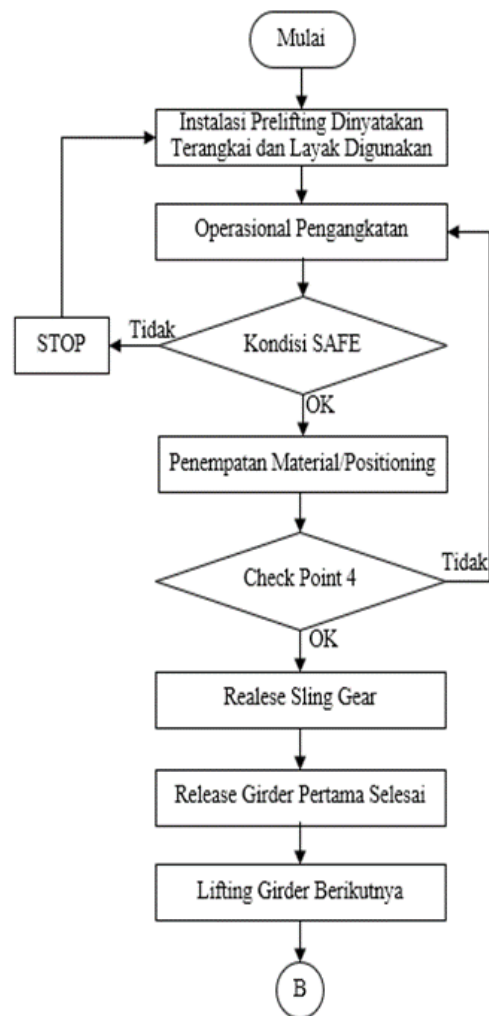 Mulai
Instalasi Prelifting Dinyatakan
Terangkai dan Layak Digunakan
Operasional Pengangkatan
Tidak
STOP
Kondisi SAFE
OK
Penempatan Material/Positioning
Tidak
Check Point 4
OK
Realese Sling Gear
Release Girder Pertama Selesai
Lifting Girder Berikutnya
B